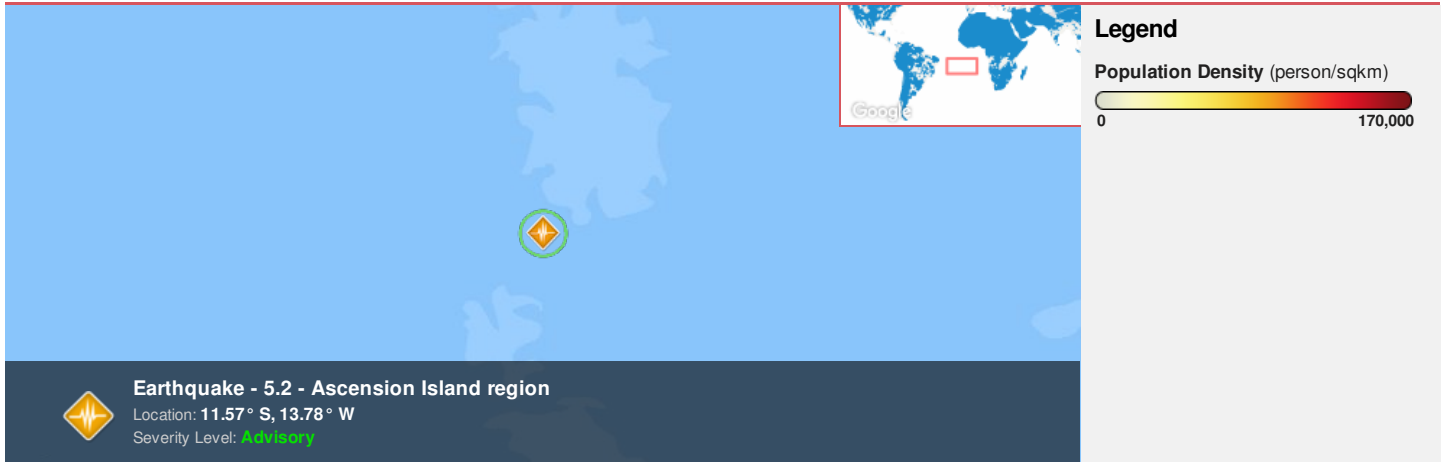 Google
Legend
Population Density (person/sqkm)
0 170,000
Earthquake - 5.2 - Ascension Island region
Location: 11.57° S, 13.78° W
Severity Level: Advisory